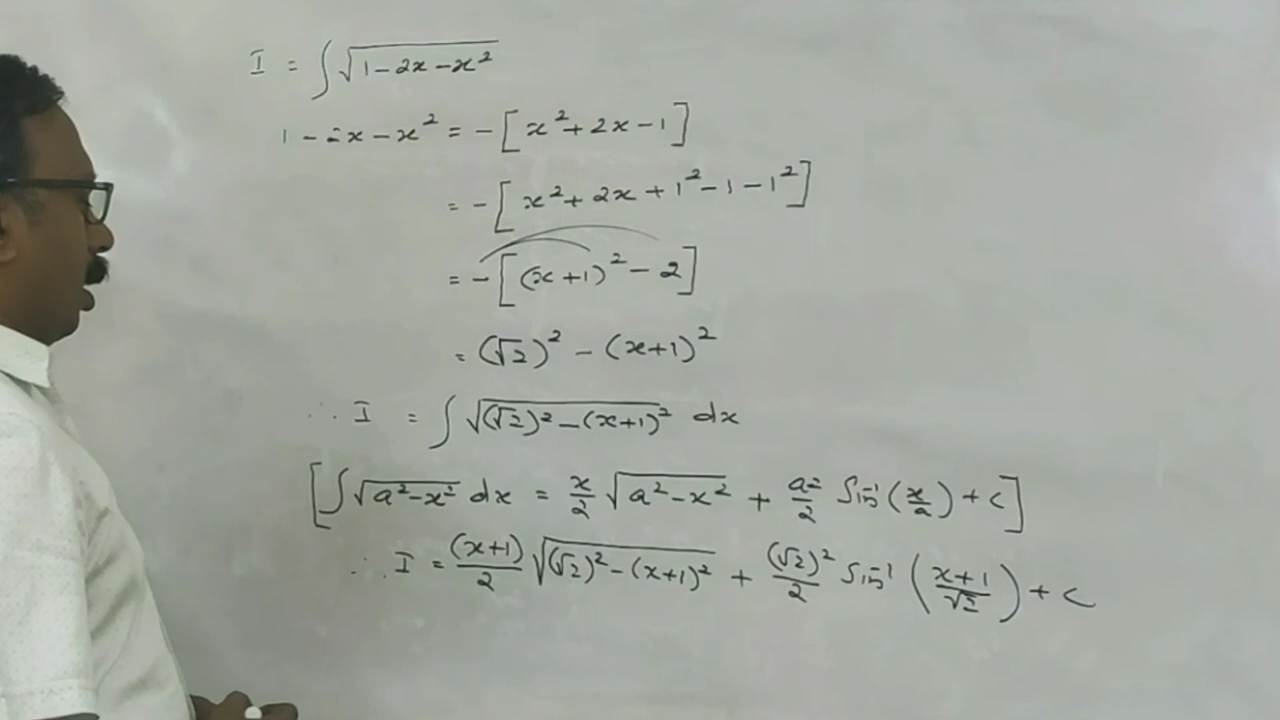 I = ∫√(1-2x-x²)
1-2x-x² = -[x²+2x-1]
= -[x²+2x+1²-1-1²]
= -[(x+1)²-2]
= (√2)²-(x+1)²
∴ I = ∫√((√2)²-(x+1)²) dx
[∫√(a²-x²) dx = x/2 √(a²-x²) + a²/2 Sin⁻¹(x/a)+c]
∴ I = (x+1)/2 √((√2)²-(x+1)²) + (√2)²/2 Sin⁻¹((x+1)/√2)+c